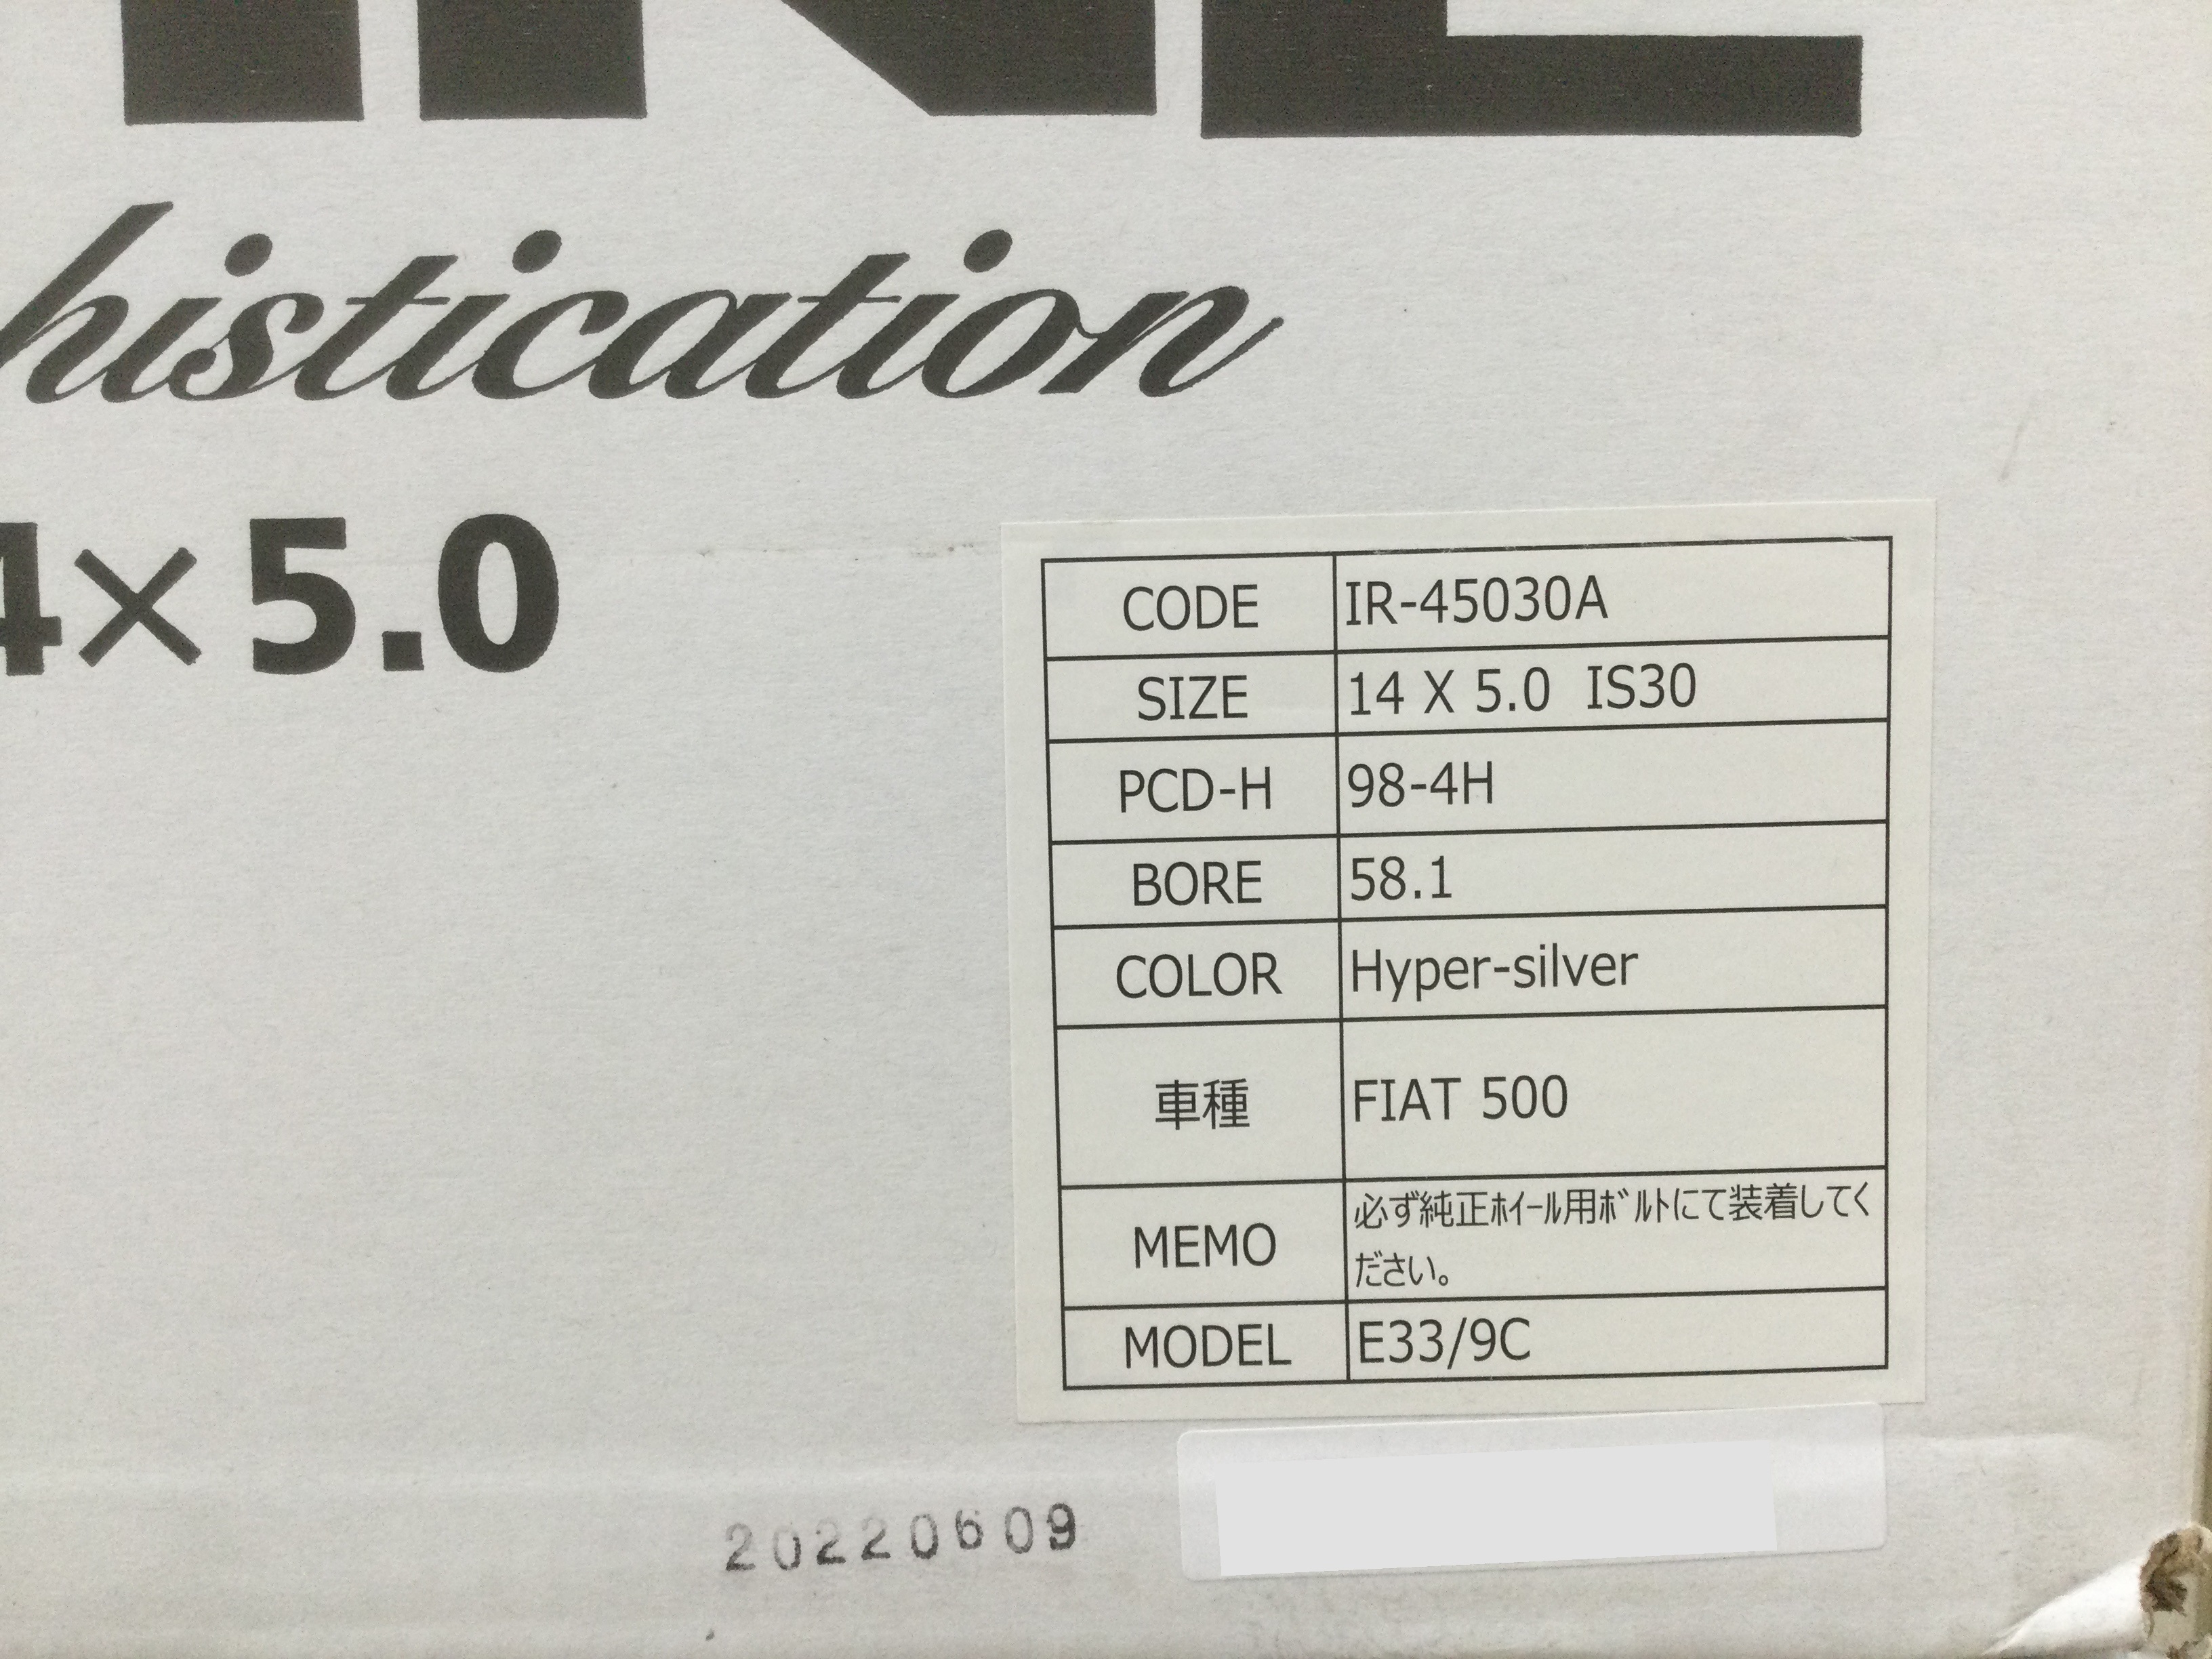 histication
4×5.0
CODE IR-45030A
SIZE 14 X 5.0 IS30
PCD-H 98-4H
BORE 58.1
COLOR Hyper-silver
車種 FIAT 500
MEMO 必ず純正ﾎｲｰﾙ用ﾎﾞﾙﾄにて装着してく
ださい。
MODEL E33/9C
20220609